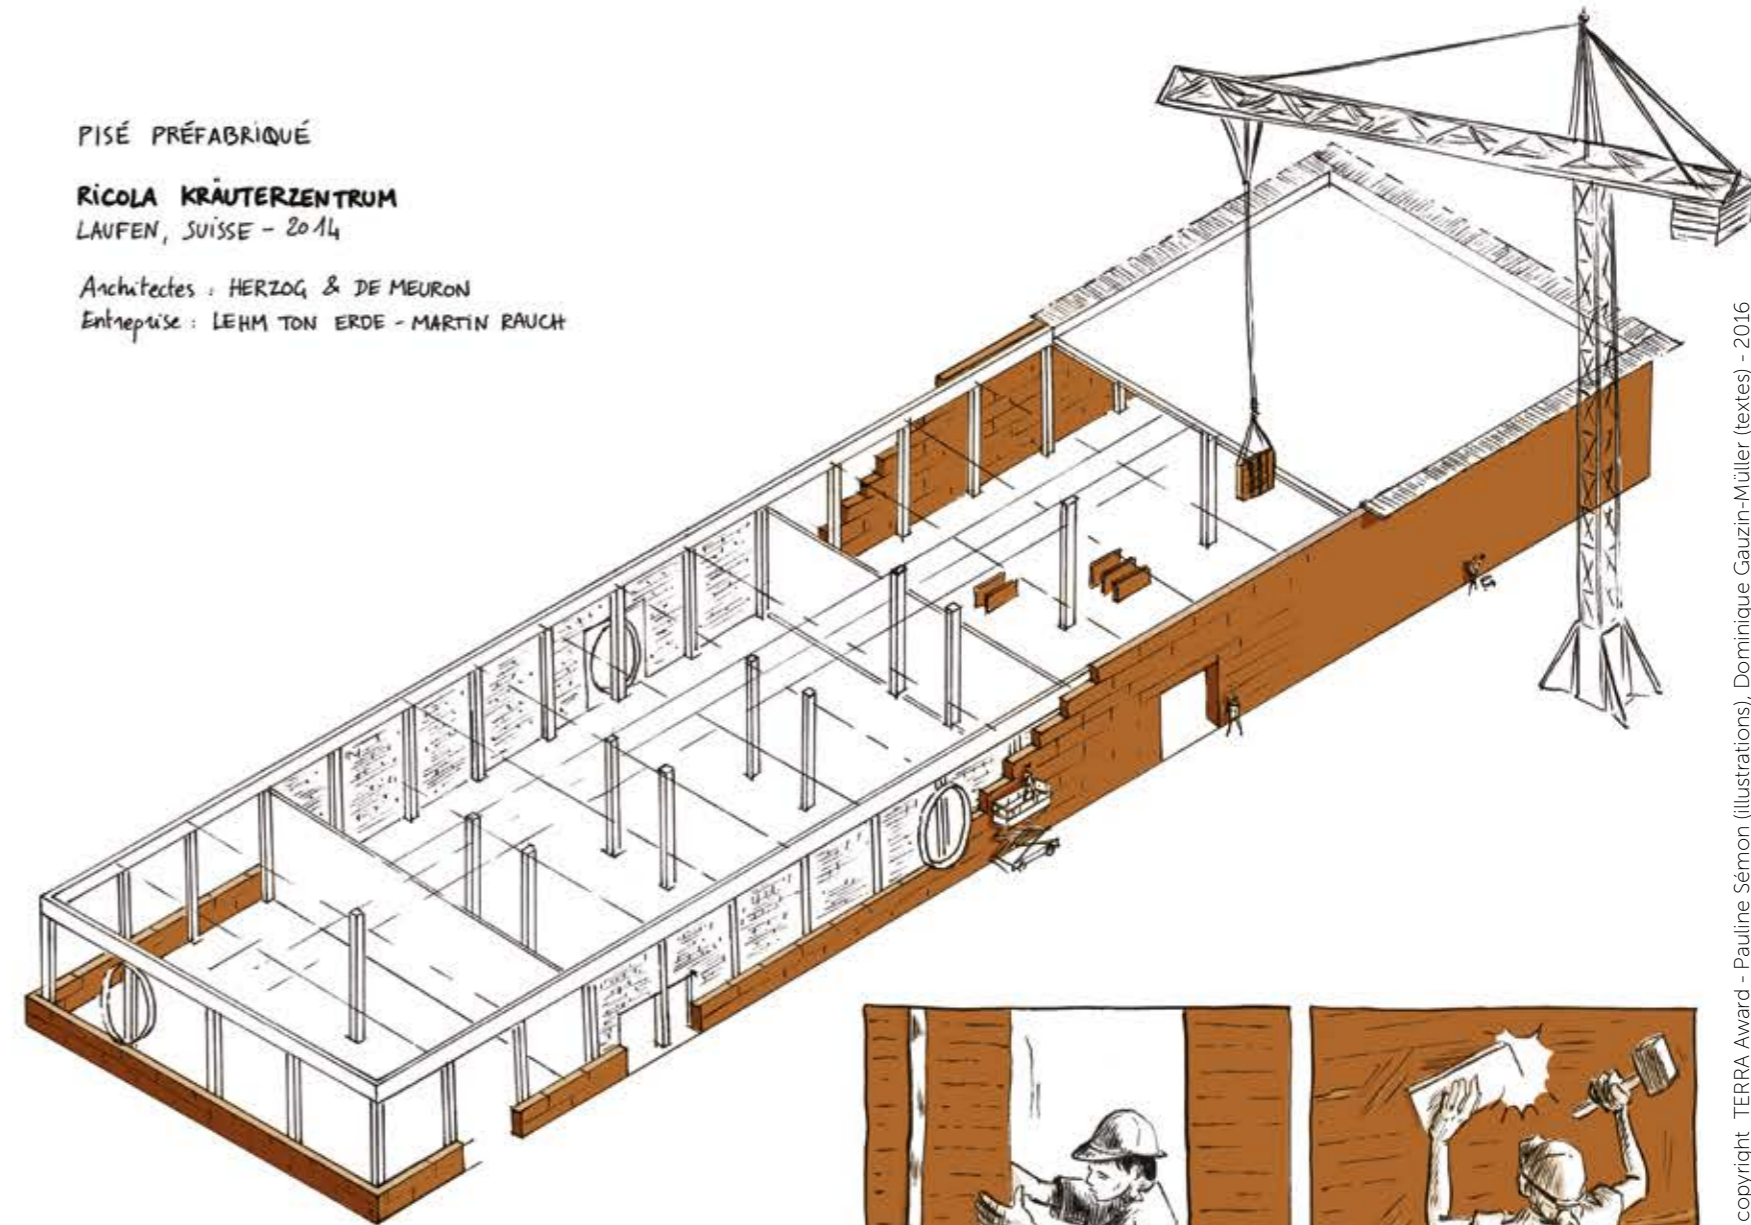 PISÉ PRÉFABRIQUÉ
RICOLA KRÄUTERZENTRUM
LAUFEN, SUISSE - 2014
Architectes : HERZOG & DE MEURON
Entreprise : LEHM TON ERDE - MARTIN RAUCH
copyright TERRA Award - Pauline Sémon (illustrations), Dominique Gauzin-Müller (textes) - 2016